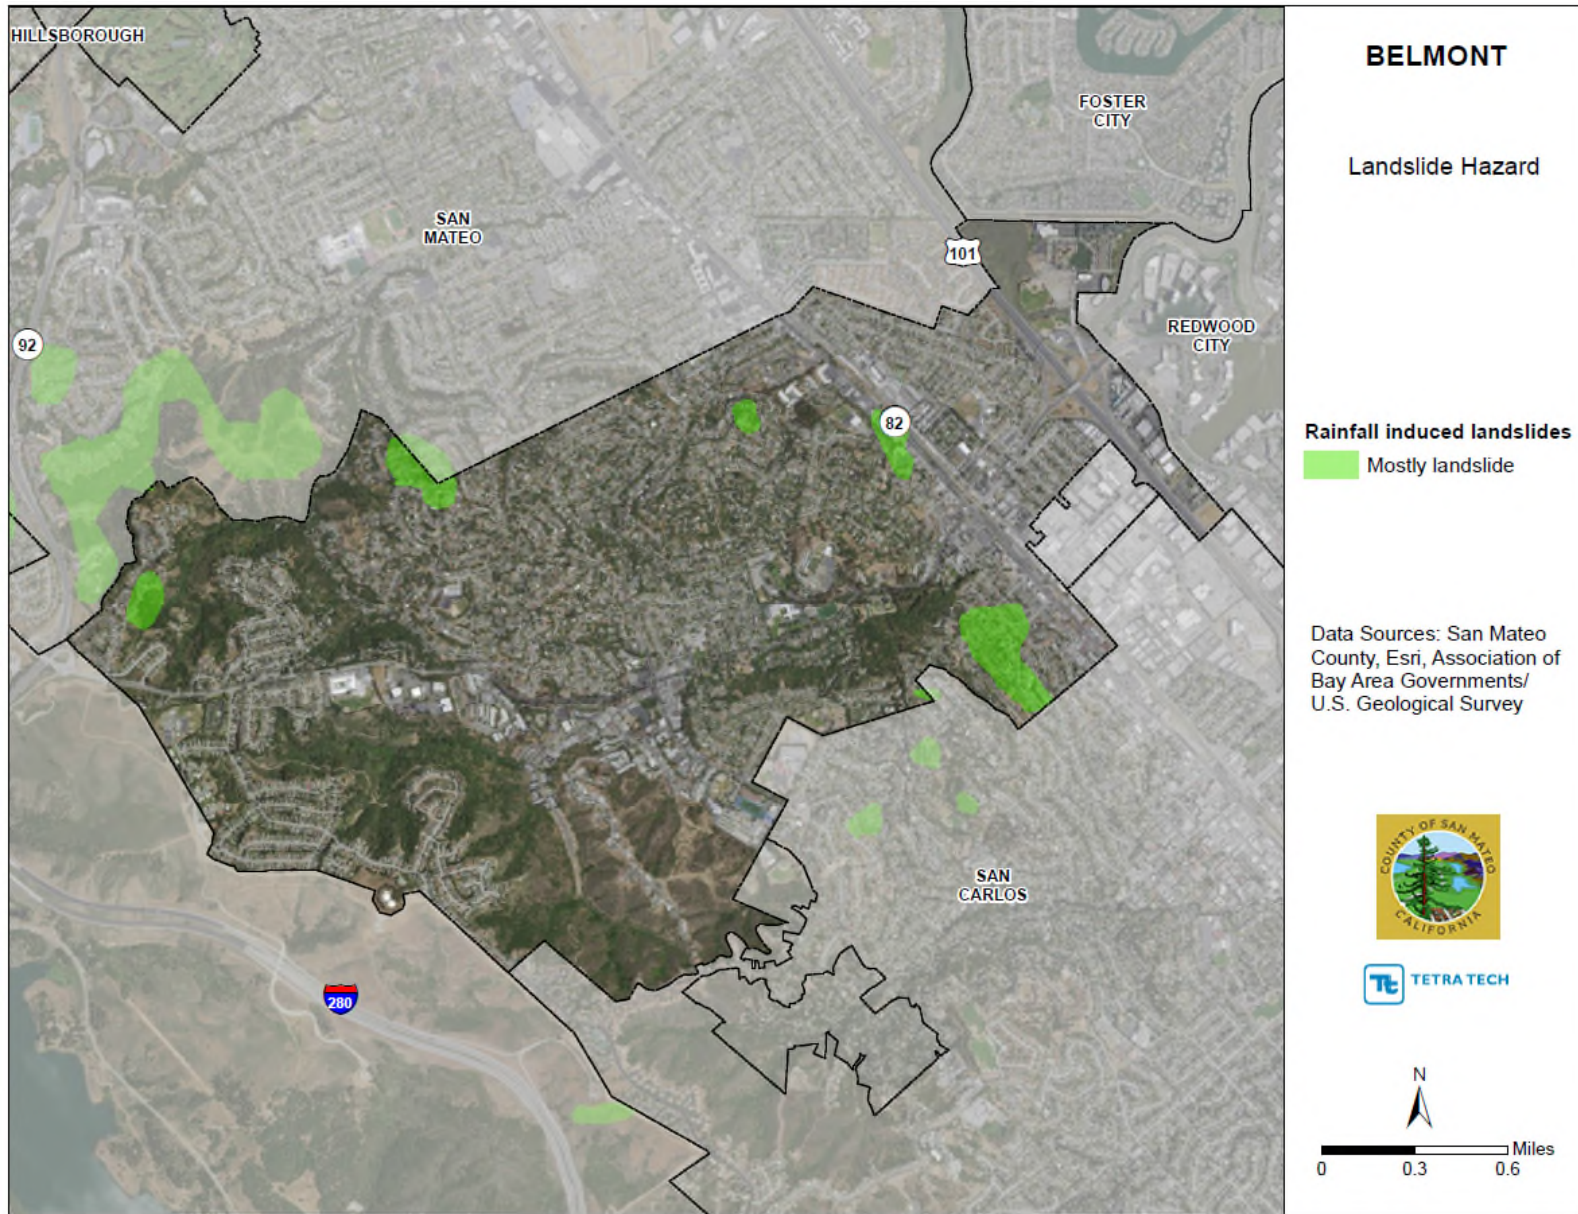 HILLSBOROUGH
FOSTER
CITY
SAN
MATEO
101
REDWOOD
CITY
92
82
SAN
CARLOS
280
BELMONT
Landslide Hazard
Rainfall induced landslides
Mostly landslide
Data Sources: San Mateo
County, Esri, Association of
Bay Area Governments/
U.S. Geological Survey
COUNTY OF SAN MATEO
CALIFORNIA
Tt TETRA TECH
N
Miles
0 0.3 0.6